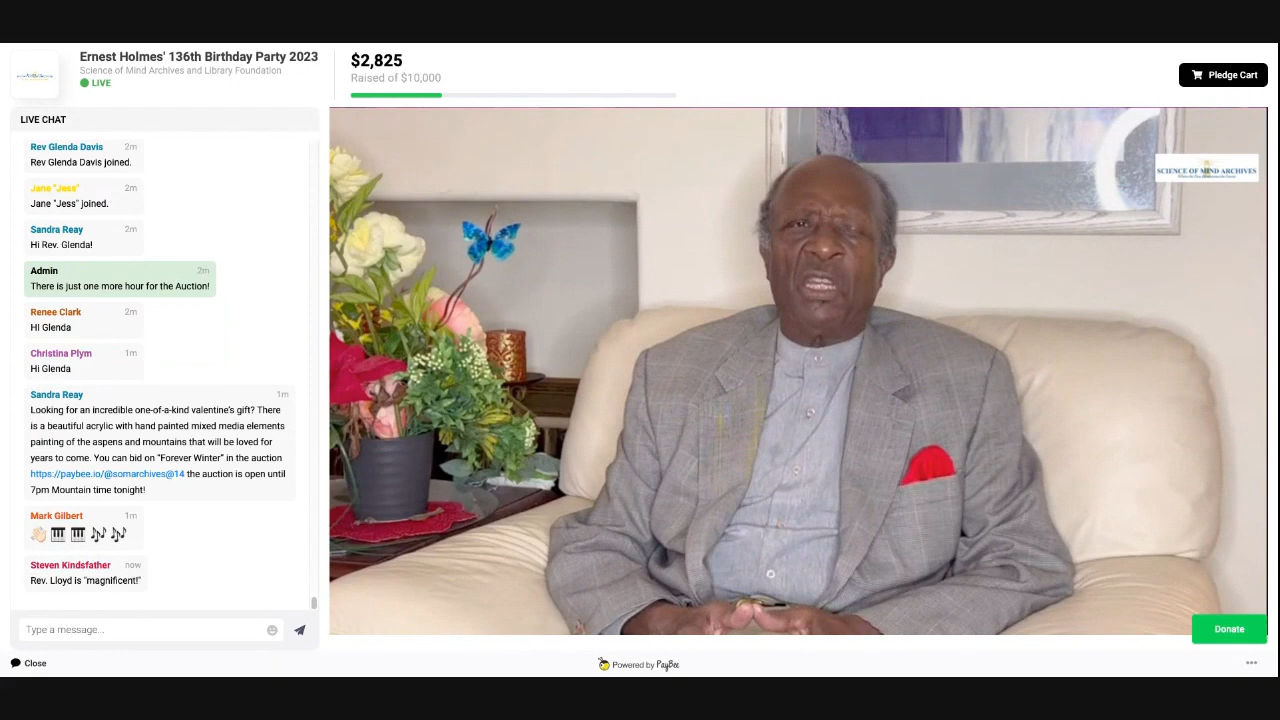 Ernest Holmes' 136th Birthday Party 2023
Science of Mind Archives and Library Foundation
LIVE
$2,825
Raised of $10,000
Pledge Cart
LIVE CHAT
Rev Glenda Davis 2m
Rev Glenda Davis joined.
Jane "Jess" 2m
Jane "Jess" joined.
Sandra Reay 2m
Hi Rev. Glenda!
Admin 2m
There is just one more hour for the Auction!
Renee Clark 2m
HI Glenda
Christina Plym 1m
Hi Glenda
Sandra Reay 1m
Looking for an incredible one-of-a-kind valentine's gift? There
is a beautiful acrylic with hand painted mixed media elements
painting of the aspens and mountains that will be loved for
years to come. You can bid on "Forever Winter" in the auction
https://paybee.io/@somarchives@14 the auction is open until
7pm Mountain time tonight!
Mark Gilbert 1m
Steven Kindsfather now
Rev. Lloyd is "magnificent!"
Type a message...
Close
SCIENCE OF MIND ARCHIVES
Donate
Powered by PayBee